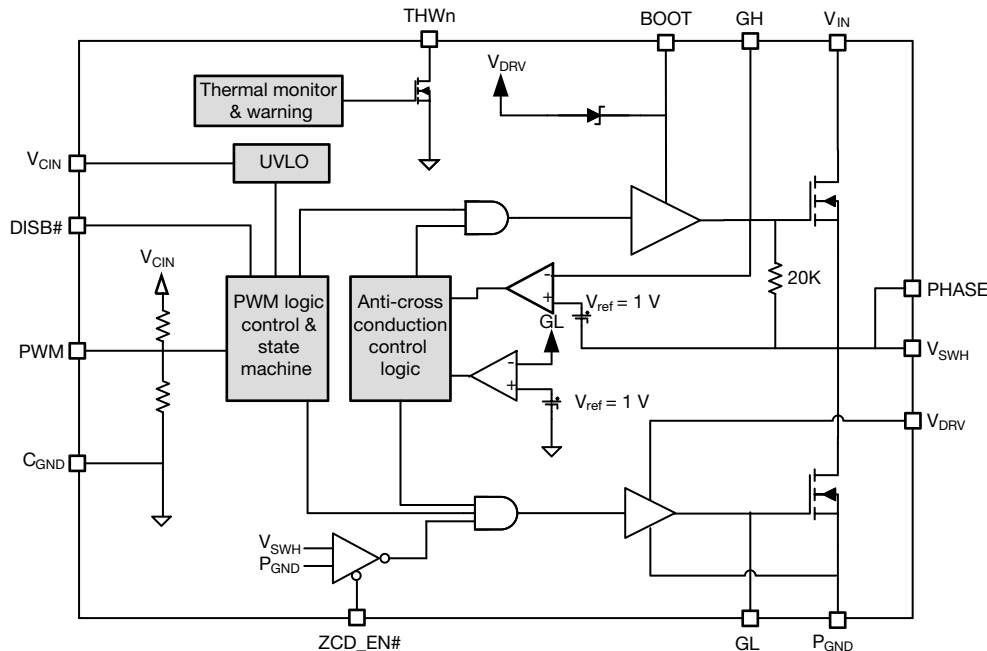 THWn
BOOT
GH
VIN
VDRV
Thermal monitor
& warning
VCIN
UVLO
DISB#
VCIN
PWM logic
control &
state
machine
Anti-cross
conduction
control
logic
-
+
Vref = 1 V
20K
PHASE
GL
PWM
VSWH
-
+
Vref = 1 V
VDRV
CGND
VSWH
PGND
ZCD_EN#
GL
PGND